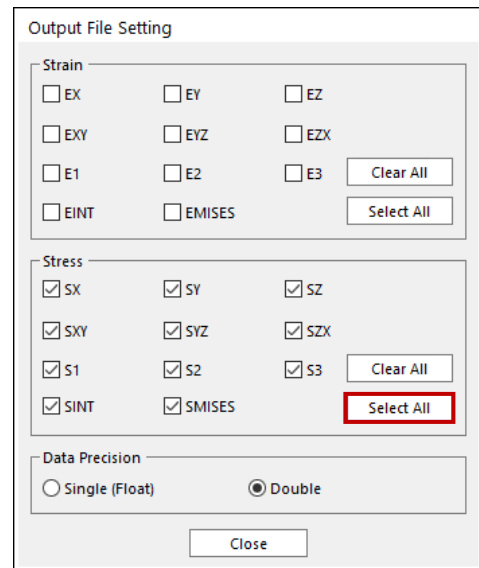 Output File Setting
Strain
EX EY EZ
EXY EYZ EZX
E1 E2 E3 Clear All
EINT EMISES Select All
Stress
SX SY SZ
SXY SYZ SZX
S1 S2 S3 Clear All
SINT SMISES Select All
Data Precision
Single (Float) Double
Close